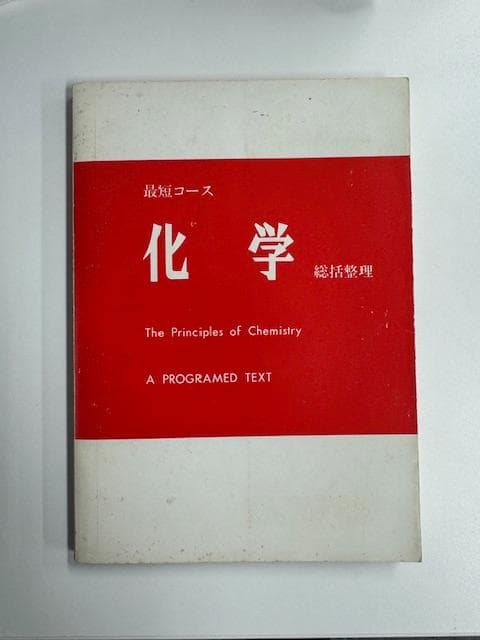 最短コース
化 学 総括整理
The Principles of Chemistry
A PROGRAMED TEXT